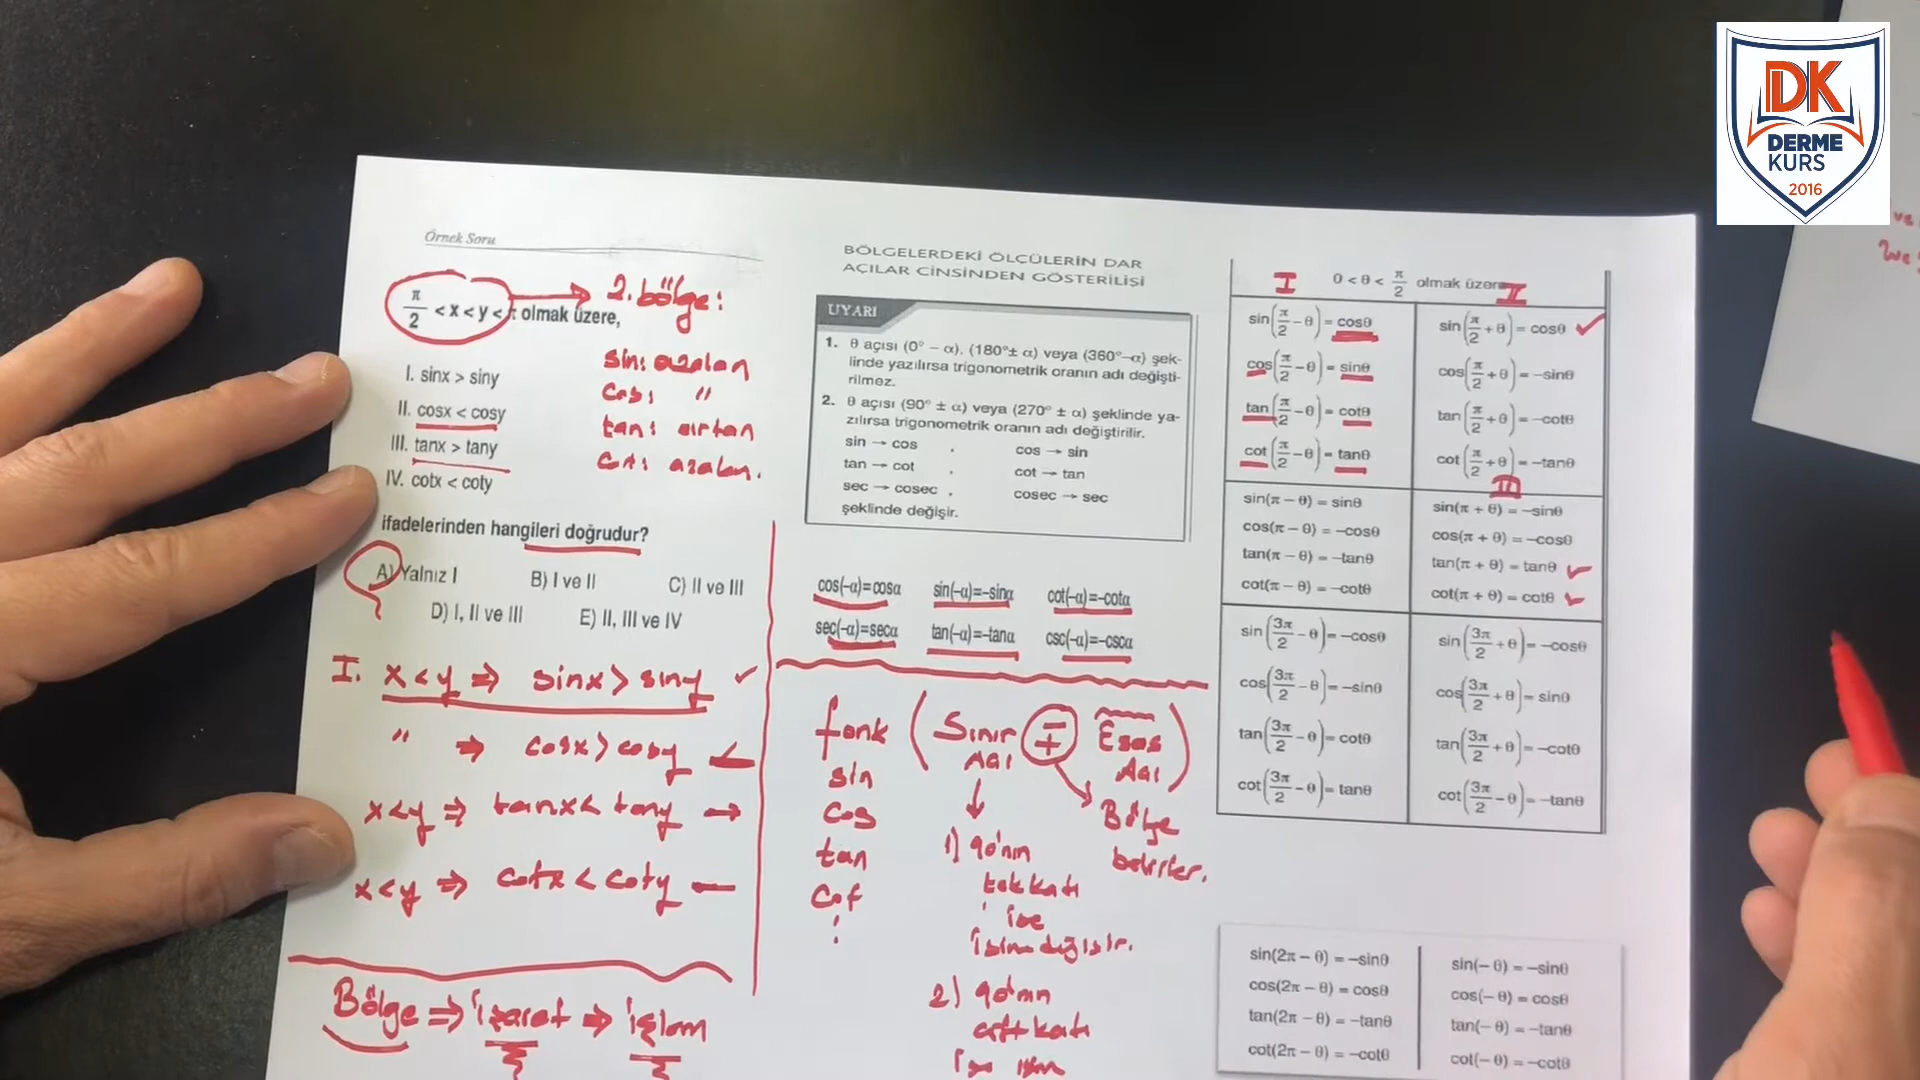 DK
DERME
KURS
2016
Örnek Soru
π/2 < x < y < π olmak üzere,
2. bölge:
I. sinx > siny
II. cosx < cosy
III. tanx > tany
IV. cotx < coty
sin: azalan
cos: "
tan: artan
cot: azalan.
ifadelerinden hangileri doğrudur?
A) Yalnız I B) I ve II C) II ve III
D) I, II ve III E) II, III ve IV
I. x < y ⇒ sinx > siny ✓
" ⇒ cosx > cosy
x<y ⇒ tanx < tany
x<y ⇒ cotx < coty
Bölge ⇒ işaret ⇒ işlem
BÖLGELERDEKİ ÖLÇÜLERİN DAR
AÇILAR CİNSİNDEN GÖSTERİLİŞİ
UYARI
1. θ açısı (0° − α), (180°± α) veya (360°−α) şek-
linde yazılırsa trigonometrik oranın adı değişti-
rilmez.
2. θ açısı (90° ± α) veya (270° ± α) şeklinde ya-
zılırsa trigonometrik oranın adı değiştirilir.
sin → cos , cos → sin
tan → cot , cot → tan
sec → cosec , cosec → sec
şeklinde değişir.
cos(−α)=cosα sin(−α)=−sinα cot(−α)=−cotα
sec(−α)=secα tan(−α)=−tanα csc(−α)=−cscα
fonk (Sınır ∓ Esas)
Açı Açı
sin
cos
tan
cot
⋮
Bölge
belirler.
1) 90'nın
tek katı
ise
isim değişir.
2) 90'nın
çift katı
ise isim
I 0 < θ < π/2 olmak üzere II
sin(π/2 − θ) = cosθ sin(π/2 + θ) = cosθ ✓
cos(π/2 − θ) = sinθ cos(π/2 + θ) = −sinθ
tan(π/2 − θ) = cotθ tan(π/2 + θ) = −cotθ
cot(π/2 − θ) = tanθ cot(π/2 + θ) = −tanθ
III
sin(π − θ) = sinθ sin(π + θ) = −sinθ
cos(π − θ) = −cosθ cos(π + θ) = −cosθ
tan(π − θ) = −tanθ tan(π + θ) = tanθ ✓
cot(π − θ) = −cotθ cot(π + θ) = cotθ ✓
sin(3π/2 − θ) = −cosθ sin(3π/2 + θ) = −cosθ
cos(3π/2 − θ) = −sinθ cos(3π/2 + θ) = sinθ
tan(3π/2 − θ) = cotθ tan(3π/2 + θ) = −cotθ
cot(3π/2 − θ) = tanθ cot(3π/2 − θ) = −tanθ
sin(2π − θ) = −sinθ sin(− θ) = −sinθ
cos(2π − θ) = cosθ cos(− θ) = cosθ
tan(2π − θ) = −tanθ tan(− θ) = −tanθ
cot(2π − θ) = −cotθ cot(− θ) = −cotθ